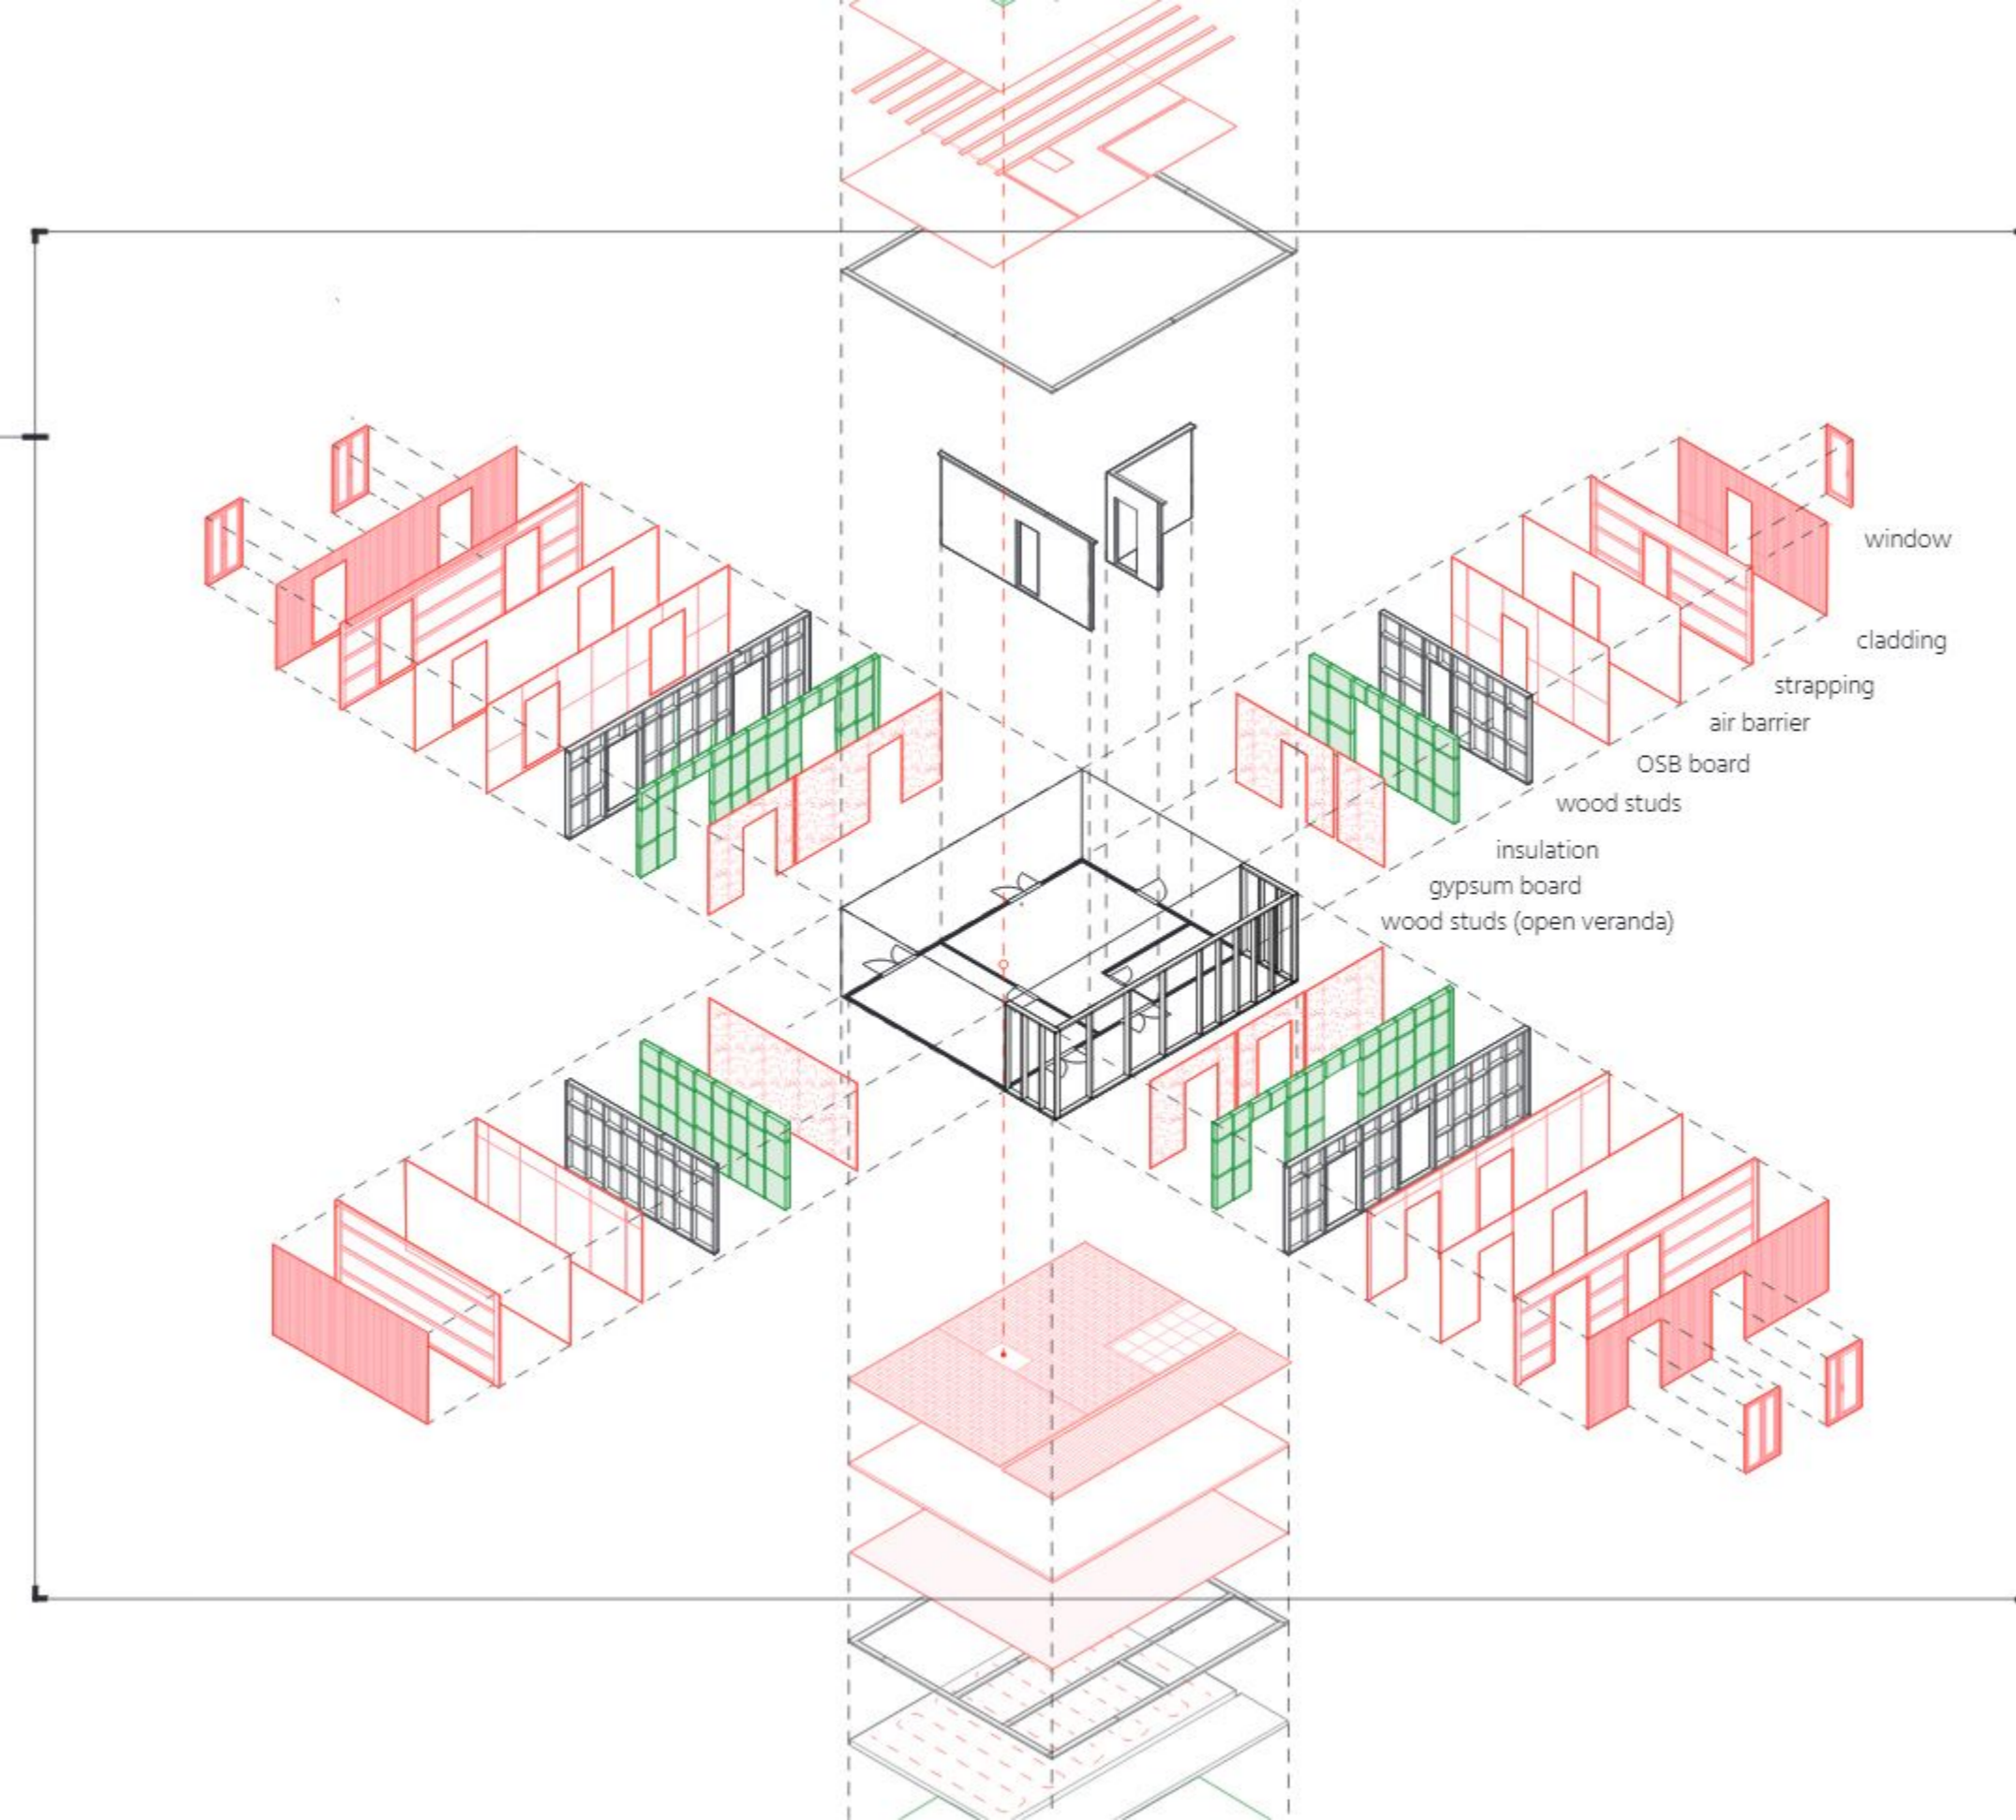 window
cladding
strapping
air barrier
OSB board
wood studs
insulation
gypsum board
wood studs (open veranda)